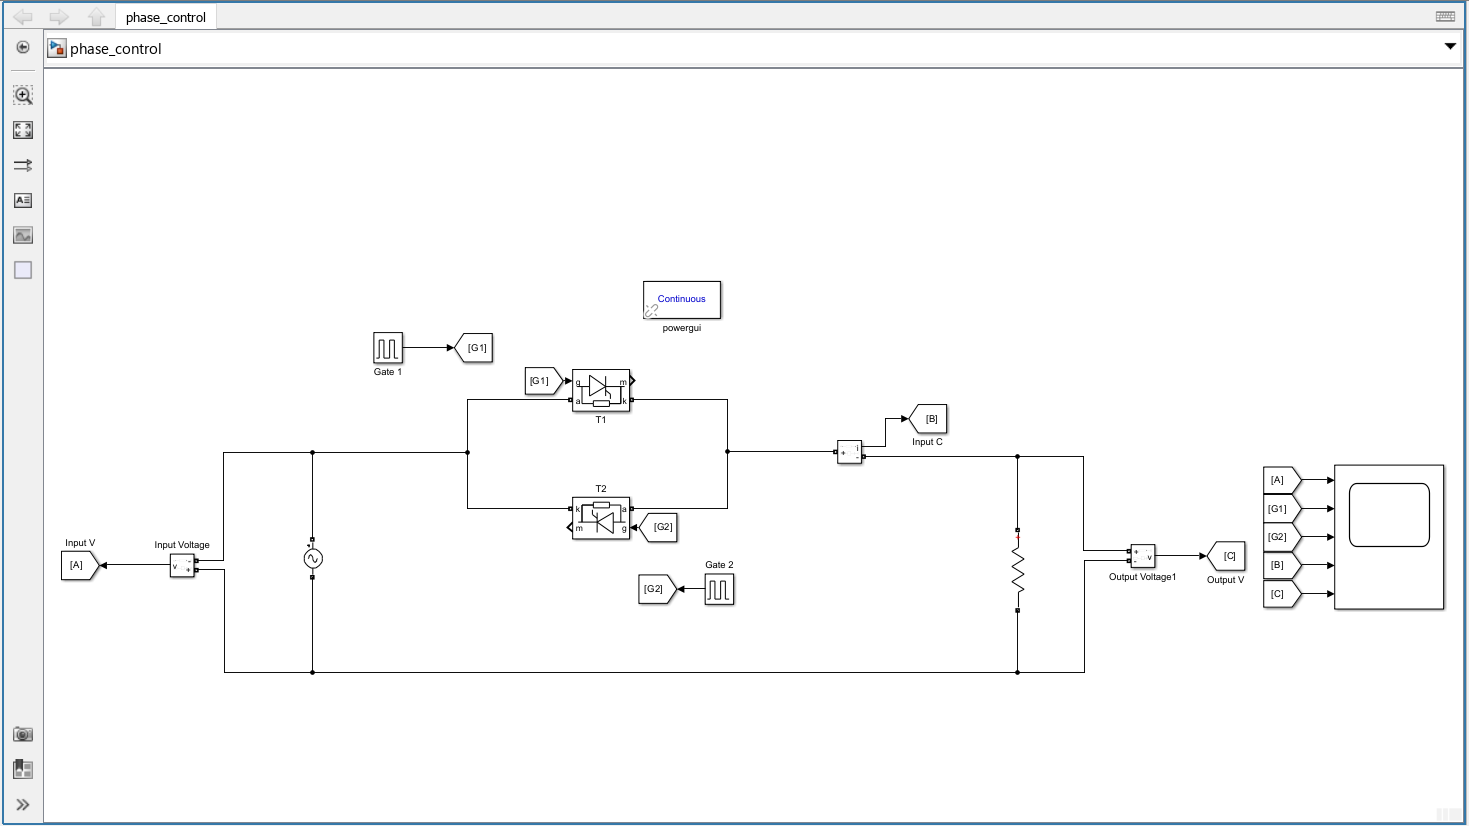 phase_control
phase_control
Continuous
powergui
Gate 1
[G1]
[G1]
g
m
a
k
T1
[B]
Input C
i
+
-
T2
k
a
m
g
[G2]
Gate 2
[G2]
Input V
[A]
Input Voltage
v
-
+
+
+
-
v
Output Voltage1
[C]
Output V
[A]
[G1]
[G2]
[B]
[C]